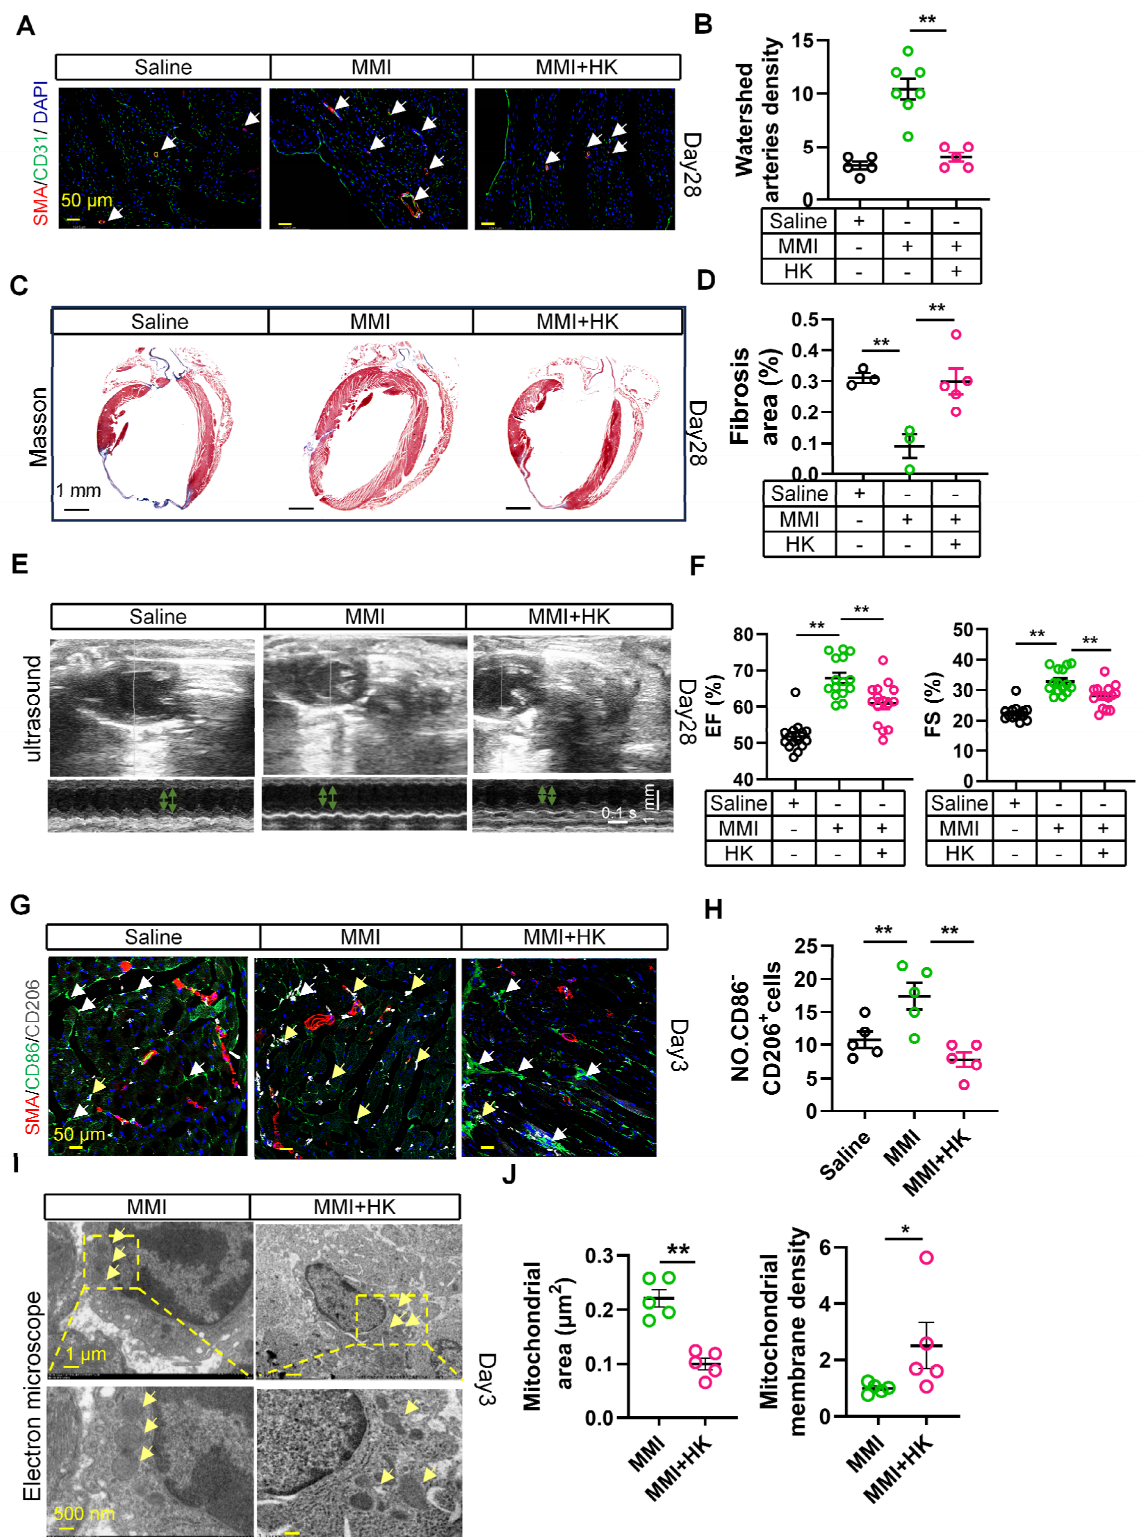 A
Saline MMI MMI+HK
SMA/CD31/ DAPI
50 µm
Day28
B
**
Watershed
arteries density
15
10
5
0
Saline + - -
MMI - + +
HK - - +
C
Saline MMI MMI+HK
Masson
1 mm
Day28
D
**
**
Fibrosis
area (%)
0.5
0.4
0.3
0.2
0.1
0.0
Saline + - -
MMI - + +
HK - - +
E
Saline MMI MMI+HK
ultrasound
0.1 s
1 mm
Day28
F
** **
EF (%)
80
70
60
50
40
Saline + - -
MMI - + +
HK - - +
** **
FS (%)
50
40
30
20
10
0
Saline + - -
MMI - + +
HK - - +
G
Saline MMI MMI+HK
SMA/CD86/CD206
50 µm
Day3
H
** **
NO.CD86-
CD206+cells
25
20
15
10
5
0
Saline
MMI
MMI+HK
I
MMI MMI+HK
Electron microscope
1 µm
500 nm
Day3
J
**
Mitochondrial
area (µm²)
0.3
0.2
0.1
0.0
MMI
MMI+HK
*
Mitochondrial
membrane density
6
4
2
0
MMI
MMI+HK